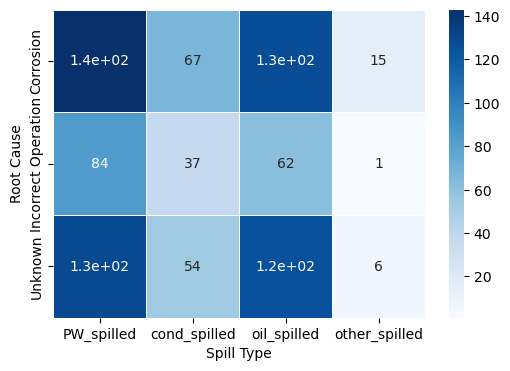 Root Cause
Corrosion
Incorrect Operation
Unknown
1.4e+02 67 1.3e+02 15
84 37 62 1
1.3e+02 54 1.2e+02 6
PW_spilled cond_spilled oil_spilled other_spilled
Spill Type
140
120
100
80
60
40
20